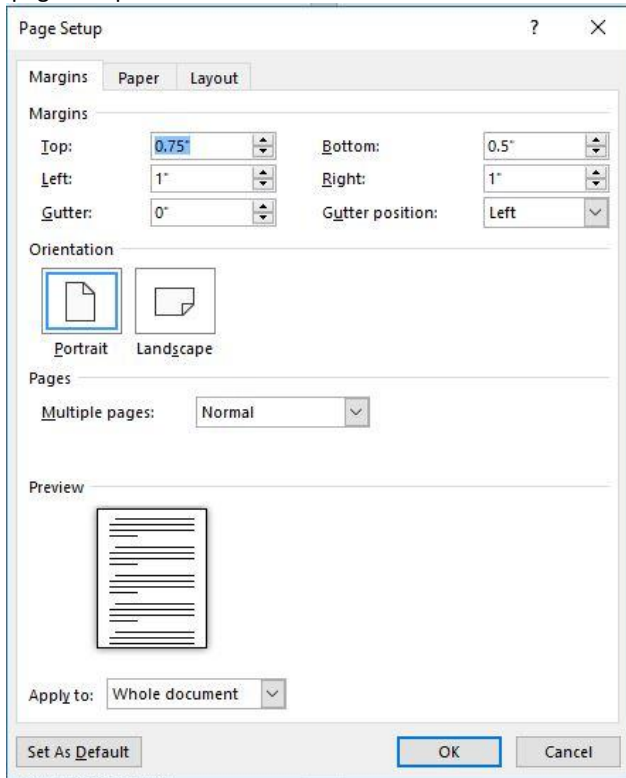 Page Setup ? ×
Margins Paper Layout
Margins
Top: 0.75" Bottom: 0.5"
Left: 1" Right: 1"
Gutter: 0" Gutter position: Left
Orientation
Portrait Landscape
Pages
Multiple pages: Normal
Preview
Apply to: Whole document
Set As Default OK Cancel